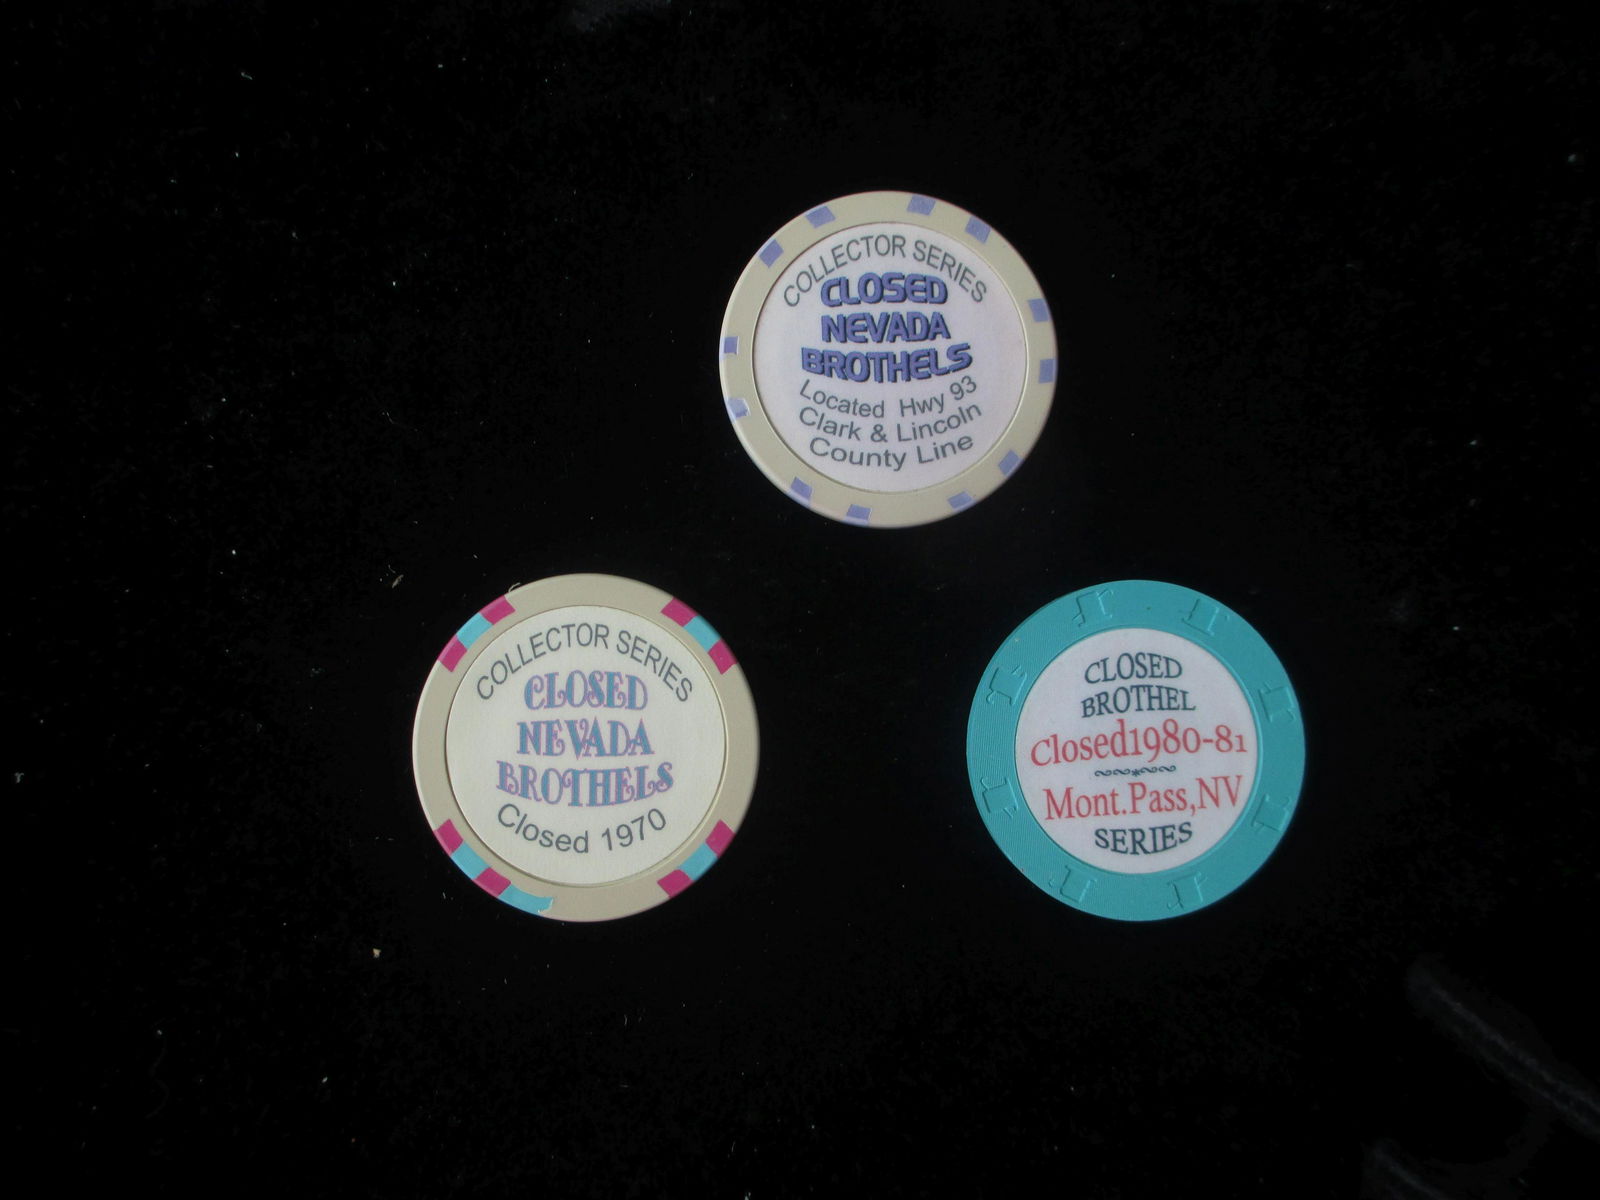 COLLECTOR SERIES
CLOSED
NEVADA
BROTHELS
Located Hwy 93
Clark & Lincoln
County Line
COLLECTOR SERIES
CLOSED
NEVADA
BROTHELS
Closed 1970
CLOSED
BROTHEL
Closed1980-81
Mont.Pass,NV
SERIES